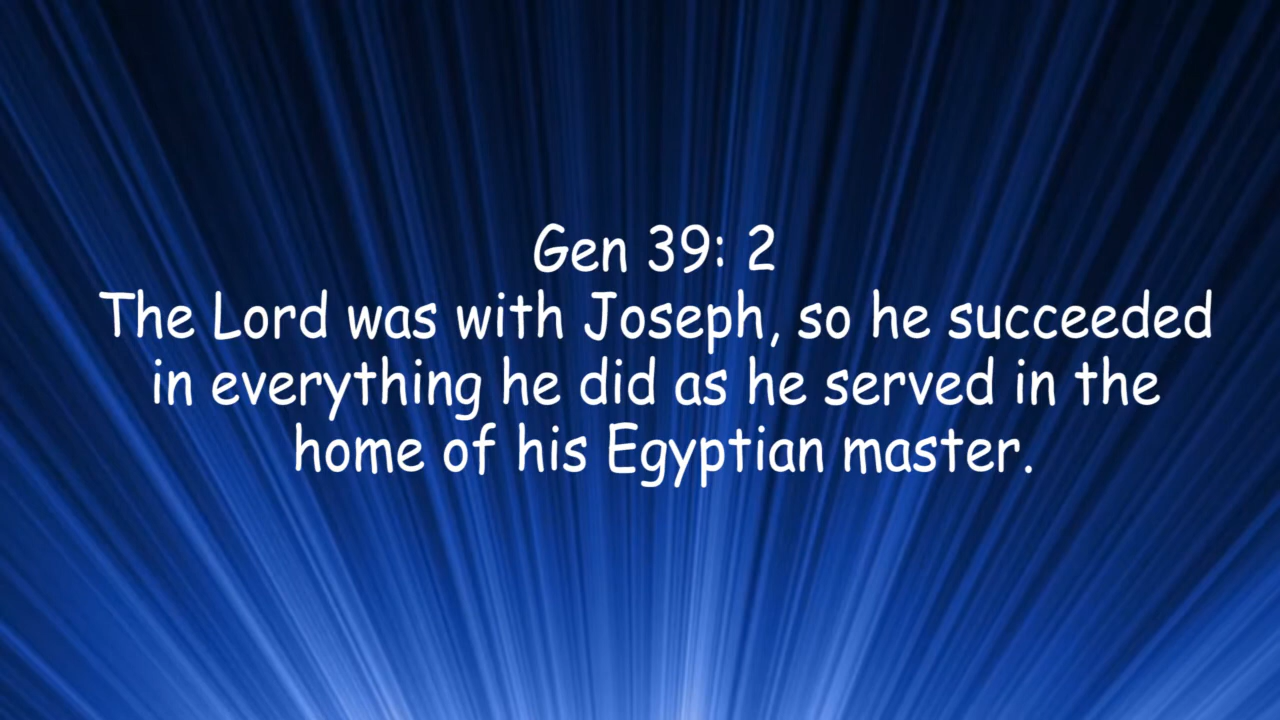 Gen 39: 2
The Lord was with Joseph, so he succeeded
in everything he did as he served in the
home of his Egyptian master.